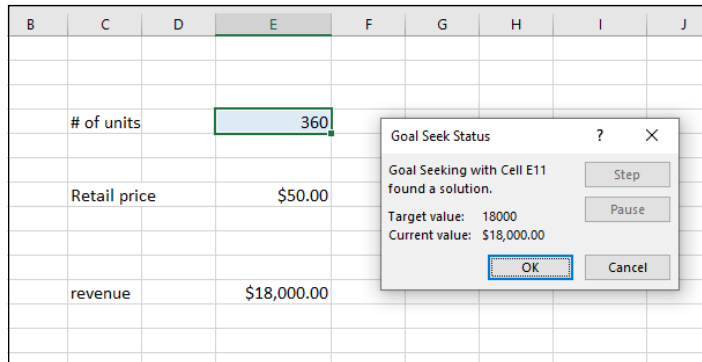 B C D E F G H I J
# of units 360
Goal Seek Status ? ×
Goal Seeking with Cell E11
found a solution.
Step
Retail price $50.00
Pause
Target value: 18000
Current value: $18,000.00
OK Cancel
revenue $18,000.00